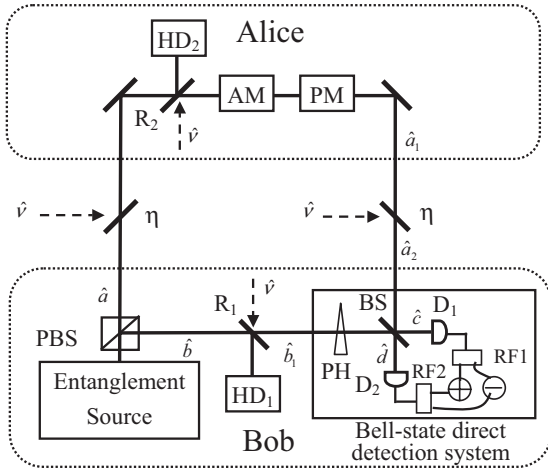 Alice
HD₂
R₂
AM
PM
v̂
â₁
v̂
η
v̂
η
â₂
â
R₁
v̂
PBS
b̂
b̂₁
HD₁
BS
ĉ
D₁
PH
d̂
D₂
RF2
RF1
Entanglement
Source
Bob
Bell-state direct
detection system